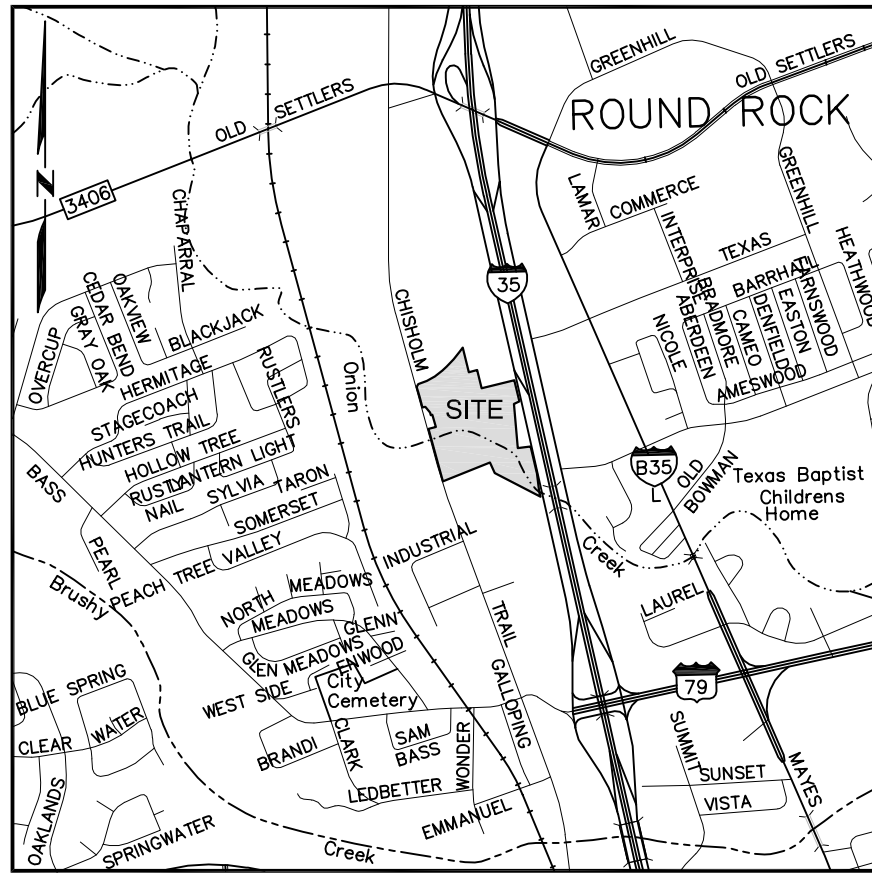 GREENHILL
OLD SETTLERS
ROUND ROCK
OLD SETTLERS
N
3406
CHAPARRAL
LAMAR
COMMERCE
GREENHILL
INTERPRISE
TEXAS
HEATHWOOD
35
CHISHOLM
OAKVIEW
CEDAR BEND
GRAY OAK
OVERCUP
BLACKJACK
HERMITAGE
STAGECOACH
HUNTERS TRAIL
RUSTLERS
Onion
BARRHAL
FARNSWOOD
EASTON
DENFIELD
CAMEO
BRADMORE
ABERDEEN
NICOLE
AMESWOOD
SITE
HOLLOW TREE
LANTERN LIGHT
RUSTY
NAIL
SYLVIA
TARON
SOMERSET
BASS
PEARL
PEACH TREE VALLEY
Brushy
B35
L
OLD
BOWMAN
Texas Baptist
Childrens
Home
INDUSTRIAL
Creek
NORTH
MEADOWS
MEADOWS
GLENN
ENWOOD
GLEN MEADOWS
WEST SIDE
City
Cemetery
LAUREL
TRAIL
GALLOPING
79
BLUE SPRING
CLEAR WATER
BRANDI
CLARK
SAM
BASS
WONDER
LEDBETTER
EMMANUEL
SUMMIT
SUNSET
VISTA
MAYES
OAKLANDS
SPRINGWATER
Creek